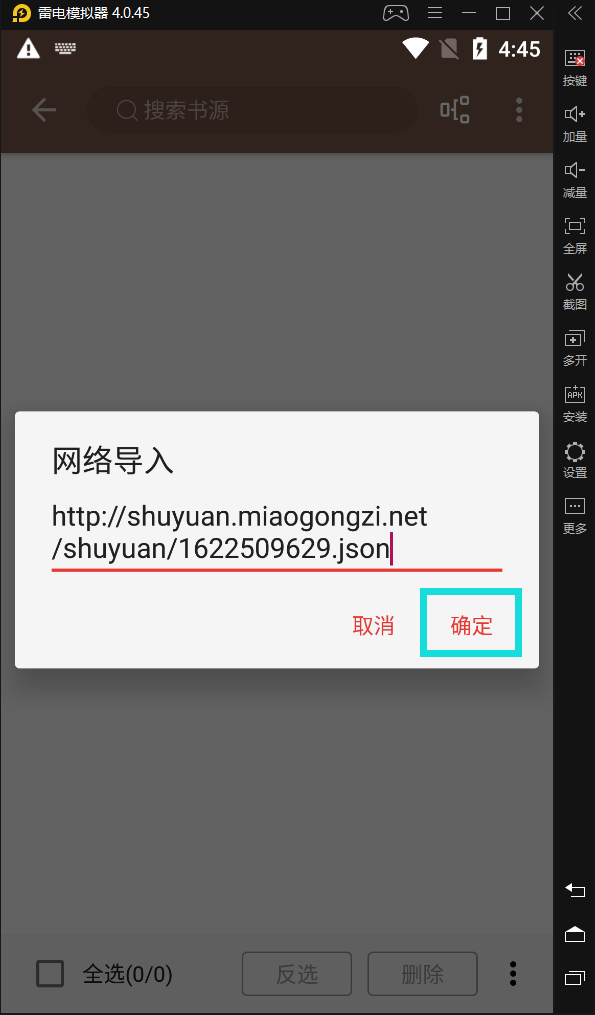 雷电模拟器 4.0.45
4:45
搜索书源
按键
加量
减量
全屏
截图
多开
APK
安装
设置
更多
网络导入
http://shuyuan.miaogongzi.net
/shuyuan/1622509629.json
取消
确定
全选(0/0)
反选
删除